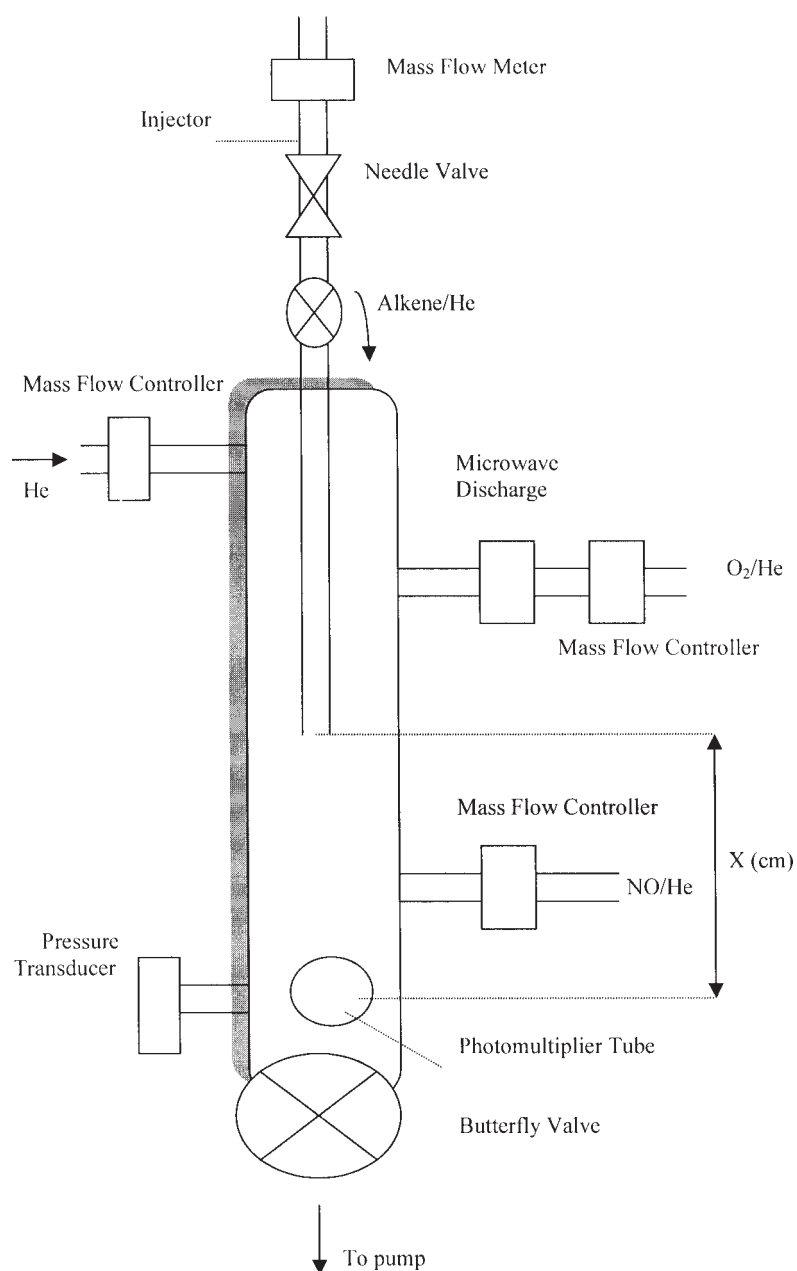 Mass Flow Meter
Injector
Needle Valve
Alkene/He
Mass Flow Controller
He
Microwave
Discharge
O₂/He
Mass Flow Controller
Mass Flow Controller
X (cm)
NO/He
Pressure
Transducer
Photomultiplier Tube
Butterfly Valve
To pump